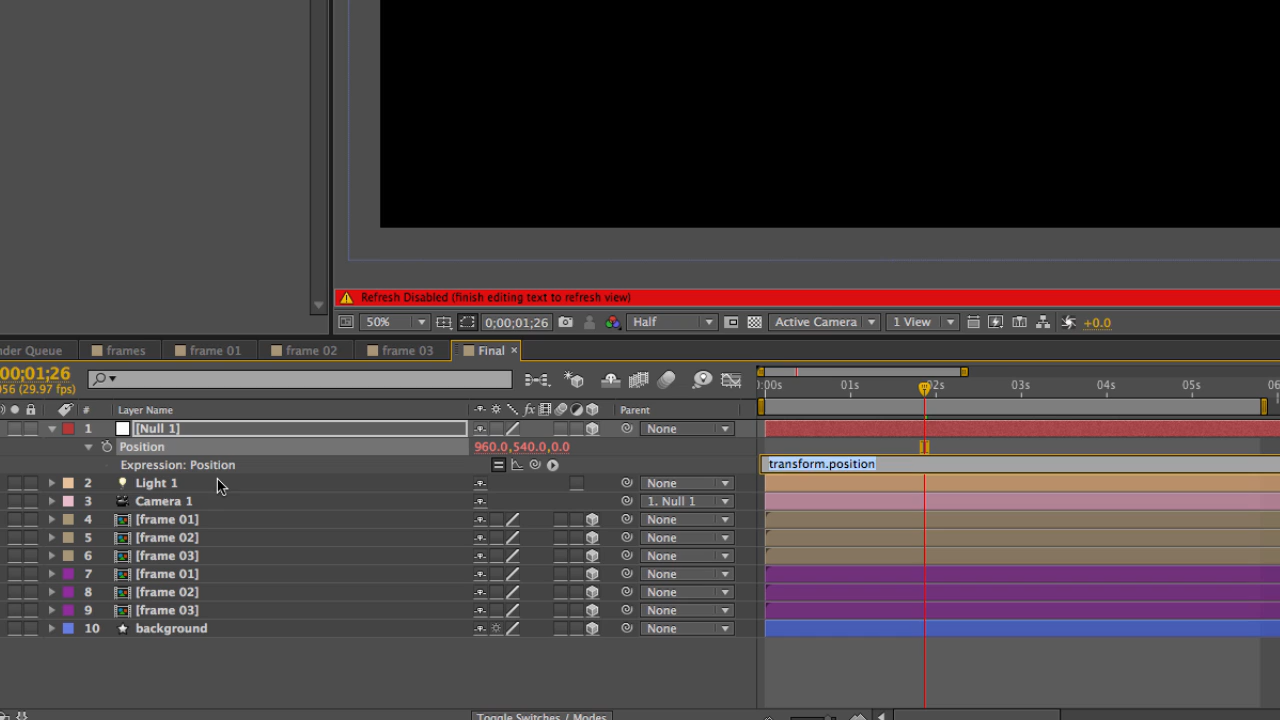 Refresh Disabled (finish editing text to refresh view)
50% 0;00;01;26 Half Active Camera 1 View +0.0
nder Queue frames frame 01 frame 02 frame 03 Final ×
00;01;26
056 (29.97 fps)
:00s 01s 02s 03s 04s 05s 06
# Layer Name fx Parent
1 [Null 1] None
Position 960.0,540.0,0.0
Expression: Position transform.position
2 Light 1 None
3 Camera 1 1. Null 1
4 [frame 01] None
5 [frame 02] None
6 [frame 03] None
7 [frame 01] None
8 [frame 02] None
9 [frame 03] None
10 background None
Toggle Switches / Modes